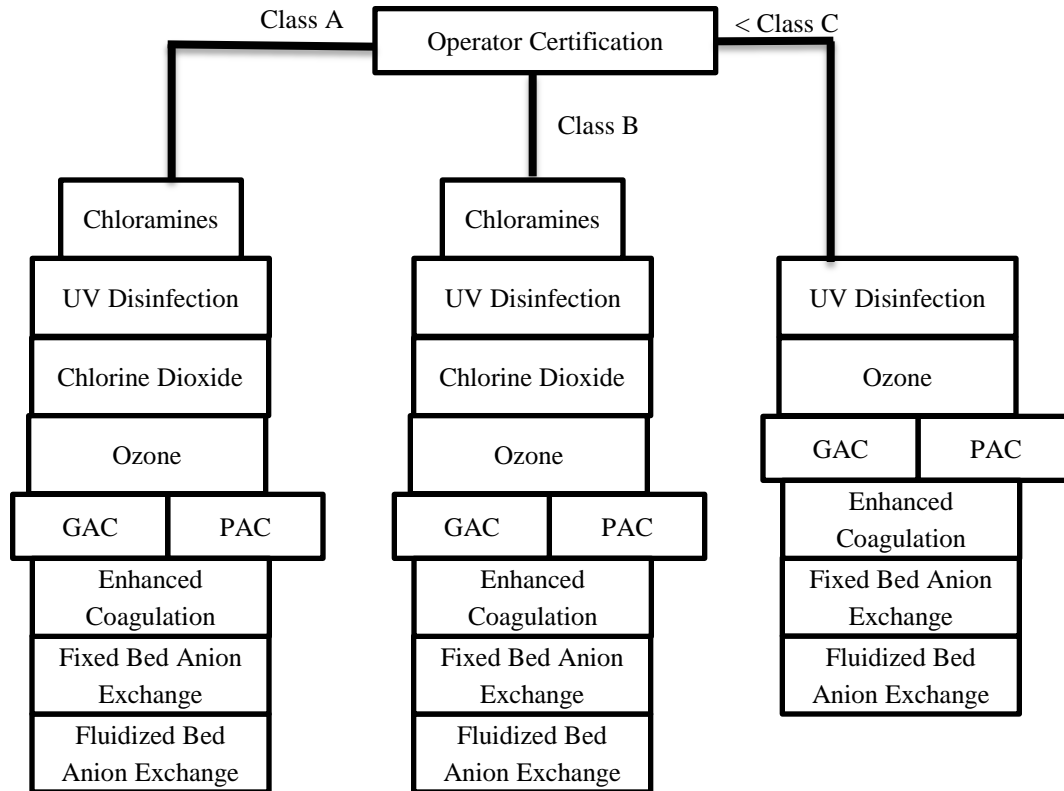 Class A
Operator Certification
< Class C
Class B
Chloramines
UV Disinfection
Chlorine Dioxide
Ozone
GAC
PAC
Enhanced
Coagulation
Fixed Bed Anion
Exchange
Fluidized Bed
Anion Exchange
Chloramines
UV Disinfection
Chlorine Dioxide
Ozone
GAC
PAC
Enhanced
Coagulation
Fixed Bed Anion
Exchange
Fluidized Bed
Anion Exchange
UV Disinfection
Ozone
GAC
PAC
Enhanced
Coagulation
Fixed Bed Anion
Exchange
Fluidized Bed
Anion Exchange